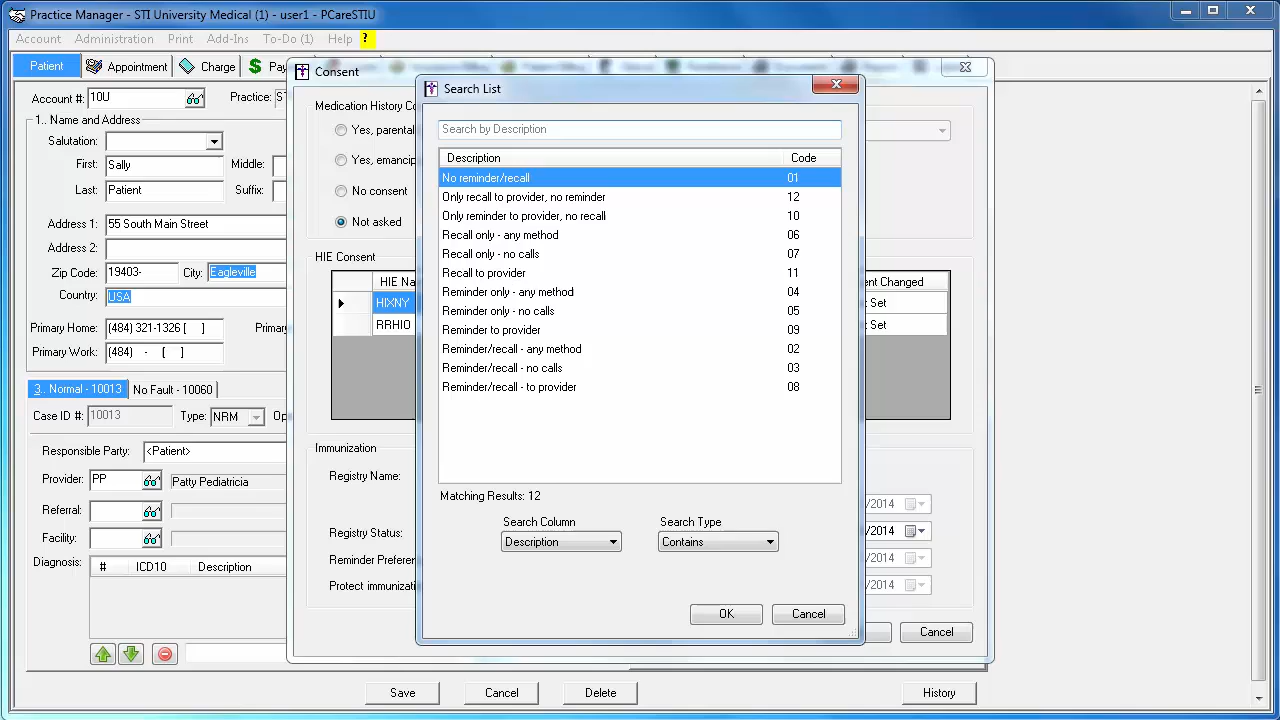 Practice Manager - STI University Medical (1) - user1 - PCareSTIU
Account Administration Print Add-Ins To-Do (1) Help ?
Patient Appointment Charge $
Consent
Account #: 10U Practice:
1.. Name and Address
Salutation:
First: Sally Middle:
Last: Patient Suffix:
Address 1: 55 South Main Street
Address 2:
Zip Code: 19403- City: Eagleville
Country: USA
Primary Home: (484) 321-1326 [ ]
Primary Work: (484) - [ ]
3.. Normal - 10013 No Fault - 10060
Case ID #: 10013 Type: NRM
Responsible Party: <Patient>
Provider: PP Patty Pediatricia
Referral:
Facility:
Diagnosis: # ICD10 Description
Save Cancel Delete History
Medication History
Yes,
Yes,
No consent
Not asked
HIE Consent
HIE Changed
HIXNY Set
RRHIO Set
Immunization
Registry Name:
/2014
Registry Status: /2014
Reminder /2014
Protect /2014
Cancel
Search List
Search by Description
Description Code
No reminder/recall 01
Only recall to provider, no reminder 12
Only reminder to provider, no recall 10
Recall only - any method 06
Recall only - no calls 07
Recall to provider 11
Reminder only - any method 04
Reminder only - no calls 05
Reminder to provider 09
Reminder/recall - any method 02
Reminder/recall - no calls 03
Reminder/recall - to provider 08
Matching Results: 12
Search Column Search Type
Description Contains
OK Cancel